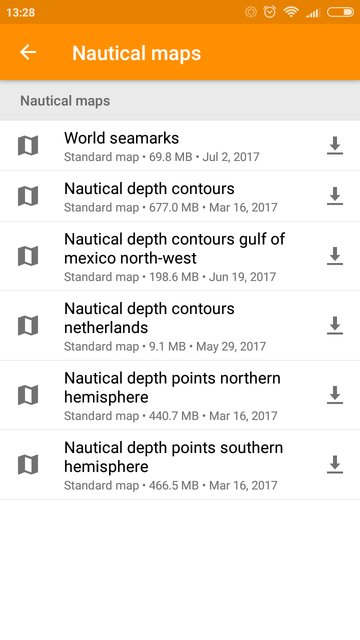 13:28
Nautical maps
Nautical maps
World seamarks
Standard map • 69.8 MB • Jul 2, 2017
Nautical depth contours
Standard map • 677.0 MB • Mar 16, 2017
Nautical depth contours gulf of
mexico north-west
Standard map • 198.6 MB • Jun 19, 2017
Nautical depth contours
netherlands
Standard map • 9.1 MB • May 29, 2017
Nautical depth points northern
hemisphere
Standard map • 440.7 MB • Mar 16, 2017
Nautical depth points southern
hemisphere
Standard map • 466.5 MB • Mar 16, 2017